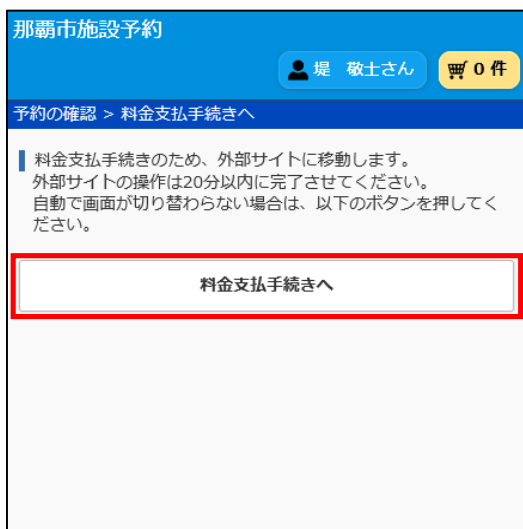 那覇市施設予約
堤 敬士さん
0 件
予約の確認 > 料金支払手続きへ
料金支払手続きのため、外部サイトに移動します。
外部サイトの操作は20分以内に完了させてください。
自動で画面が切り替わらない場合は、以下のボタンを押してく
ださい。
料金支払手続きへ